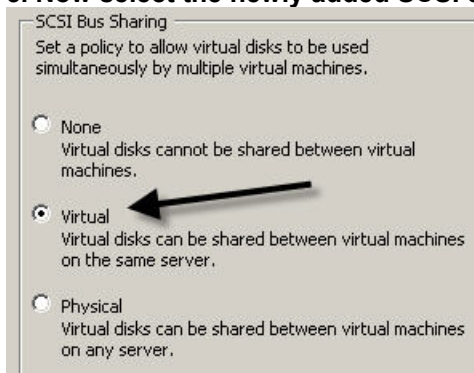 SCSI Bus Sharing
Set a policy to allow virtual disks to be used
simultaneously by multiple virtual machines.
None
Virtual disks cannot be shared between virtual
machines.
Virtual
Virtual disks can be shared between virtual machines
on the same server.
Physical
Virtual disks can be shared between virtual machines
on any server.